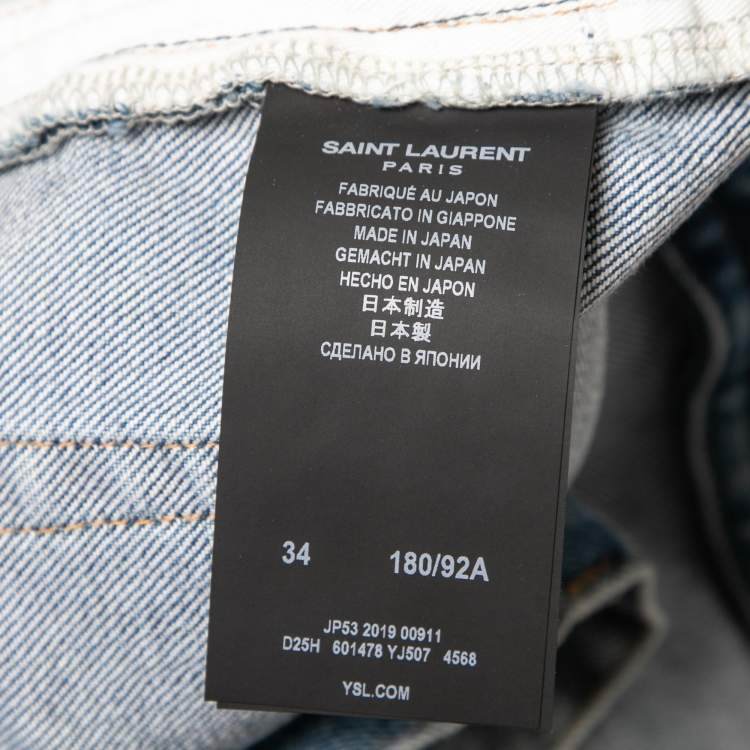 SAINT LAURENT
PARIS
FABRIQUÉ AU JAPON
FABBRICATO IN GIAPPONE
MADE IN JAPAN
GEMACHT IN JAPAN
HECHO EN JAPON
日本制造
日本製
СДЕЛАНО В ЯПОНИИ
34 180/92A
JP53 2019 00911
D25H 601478 YJ507 4568
YSL.COM